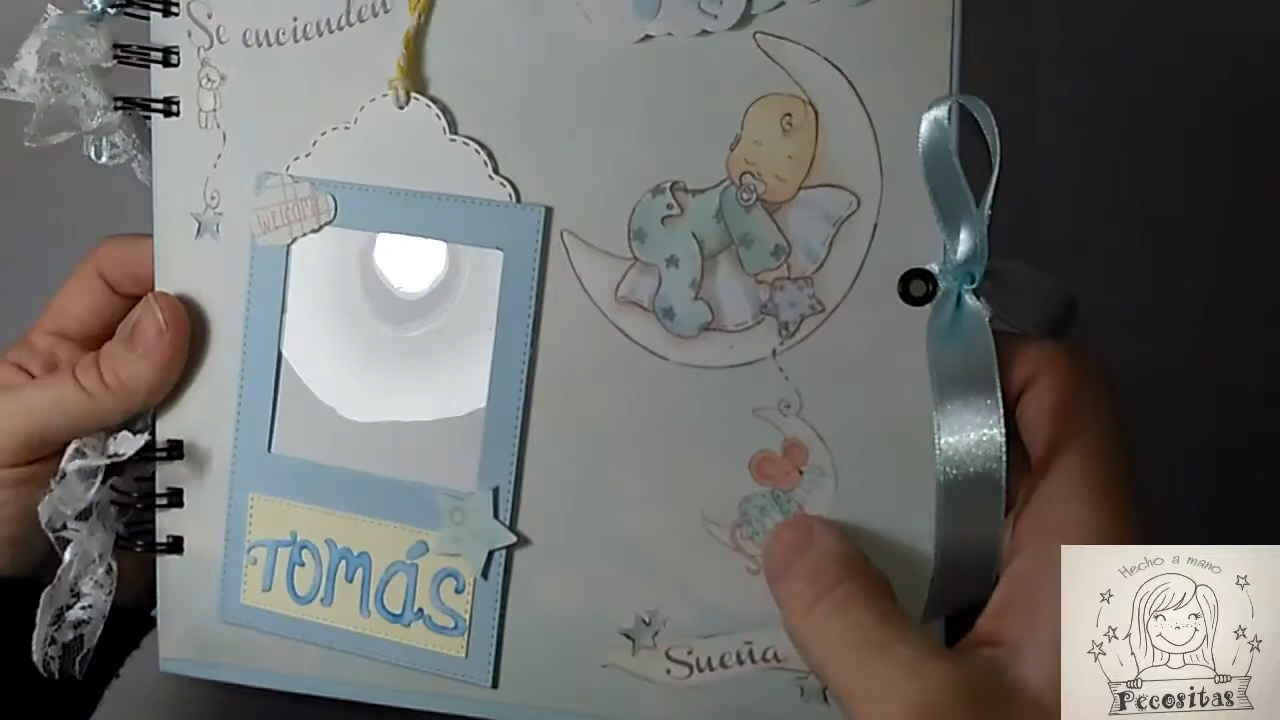 Se encienden
welcome
TOMÁS
Sueña
Hecho a mano
Pecositas